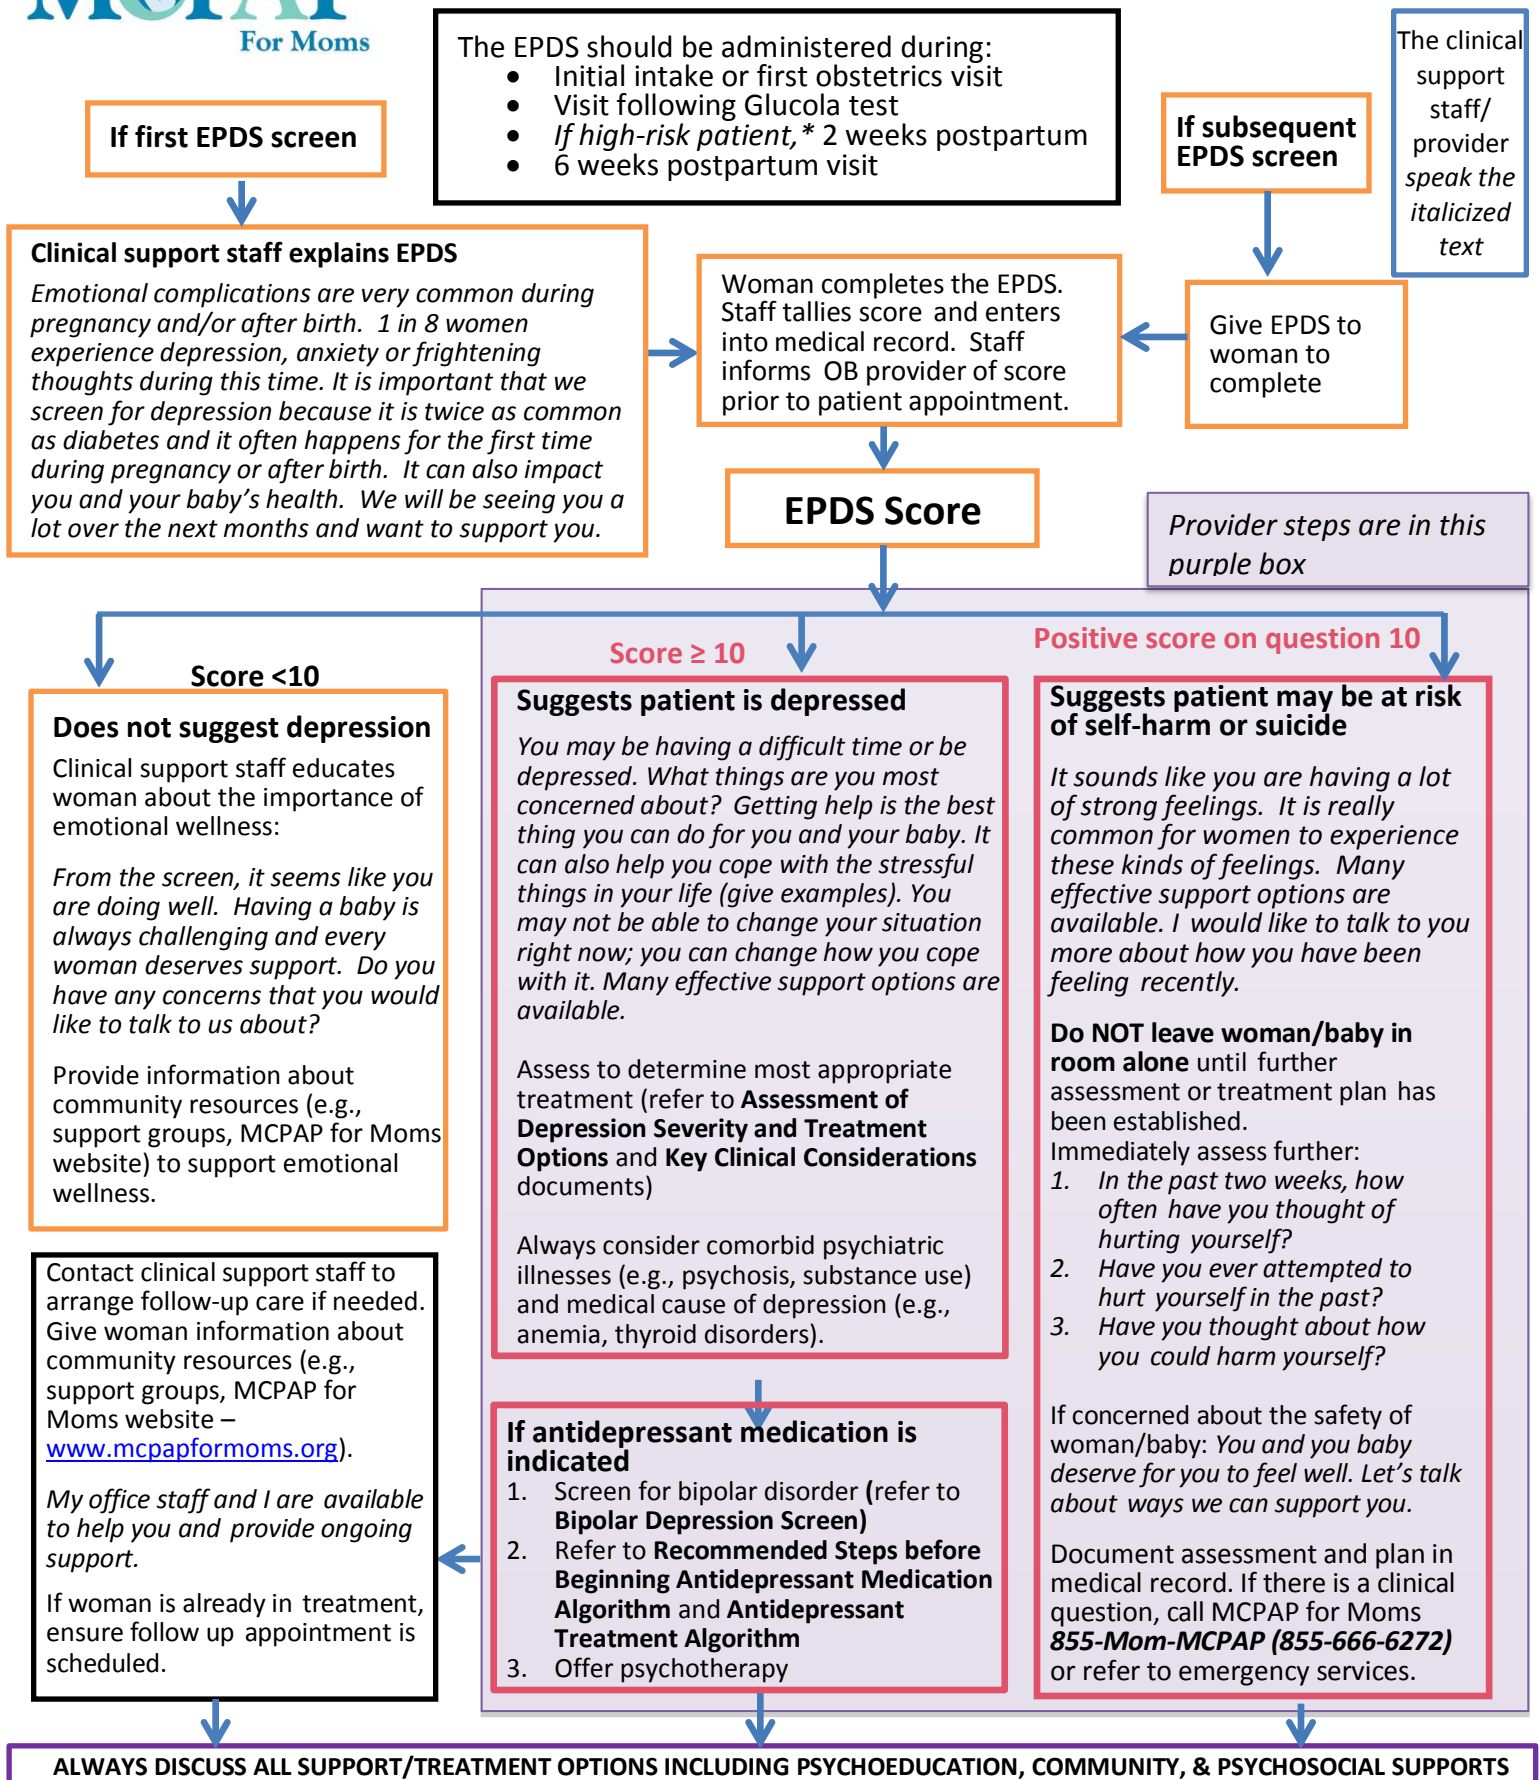 MCPAP
For Moms
The EPDS should be administered during:
• Initial intake or first obstetrics visit
• Visit following Glucola test
• If high-risk patient,* 2 weeks postpartum
• 6 weeks postpartum visit
The clinical
support
staff/
provider
speak the
italicized
text
If first EPDS screen
If subsequent
EPDS screen
Clinical support staff explains EPDS
Emotional complications are very common during
pregnancy and/or after birth. 1 in 8 women
experience depression, anxiety or frightening
thoughts during this time. It is important that we
screen for depression because it is twice as common
as diabetes and it often happens for the first time
during pregnancy or after birth. It can also impact
you and your baby’s health. We will be seeing you a
lot over the next months and want to support you.
Woman completes the EPDS.
Staff tallies score and enters
into medical record. Staff
informs OB provider of score
prior to patient appointment.
Give EPDS to
woman to
complete
EPDS Score
Provider steps are in this
purple box
Score <10
Does not suggest depression
Clinical support staff educates
woman about the importance of
emotional wellness:
From the screen, it seems like you
are doing well. Having a baby is
always challenging and every
woman deserves support. Do you
have any concerns that you would
like to talk to us about?
Provide information about
community resources (e.g.,
support groups, MCPAP for Moms
website) to support emotional
wellness.
Score ≥ 10
Suggests patient is depressed
You may be having a difficult time or be
depressed. What things are you most
concerned about? Getting help is the best
thing you can do for you and your baby. It
can also help you cope with the stressful
things in your life (give examples). You
may not be able to change your situation
right now; you can change how you cope
with it. Many effective support options are
available.
Assess to determine most appropriate
treatment (refer to Assessment of
Depression Severity and Treatment
Options and Key Clinical Considerations
documents)
Always consider comorbid psychiatric
illnesses (e.g., psychosis, substance use)
and medical cause of depression (e.g.,
anemia, thyroid disorders).
Positive score on question 10
Suggests patient may be at risk
of self-harm or suicide
It sounds like you are having a lot
of strong feelings. It is really
common for women to experience
these kinds of feelings. Many
effective support options are
available. I would like to talk to you
more about how you have been
feeling recently.
Do NOT leave woman/baby in
room alone until further
assessment or treatment plan has
been established.
Immediately assess further:
1. In the past two weeks, how
often have you thought of
hurting yourself?
2. Have you ever attempted to
hurt yourself in the past?
3. Have you thought about how
you could harm yourself?
If concerned about the safety of
woman/baby: You and you baby
deserve for you to feel well. Let’s talk
about ways we can support you.
Document assessment and plan in
medical record. If there is a clinical
question, call MCPAP for Moms
855-Mom-MCPAP (855-666-6272)
or refer to emergency services.
If antidepressant medication is
indicated
1. Screen for bipolar disorder (refer to
Bipolar Depression Screen)
2. Refer to Recommended Steps before
Beginning Antidepressant Medication
Algorithm and Antidepressant
Treatment Algorithm
3. Offer psychotherapy
Contact clinical support staff to
arrange follow-up care if needed.
Give woman information about
community resources (e.g.,
support groups, MCPAP for
Moms website –
www.mcpapformoms.org).
My office staff and I are available
to help you and provide ongoing
support.
If woman is already in treatment,
ensure follow up appointment is
scheduled.
ALWAYS DISCUSS ALL SUPPORT/TREATMENT OPTIONS INCLUDING PSYCHOEDUCATION, COMMUNITY, & PSYCHOSOCIAL SUPPORTS